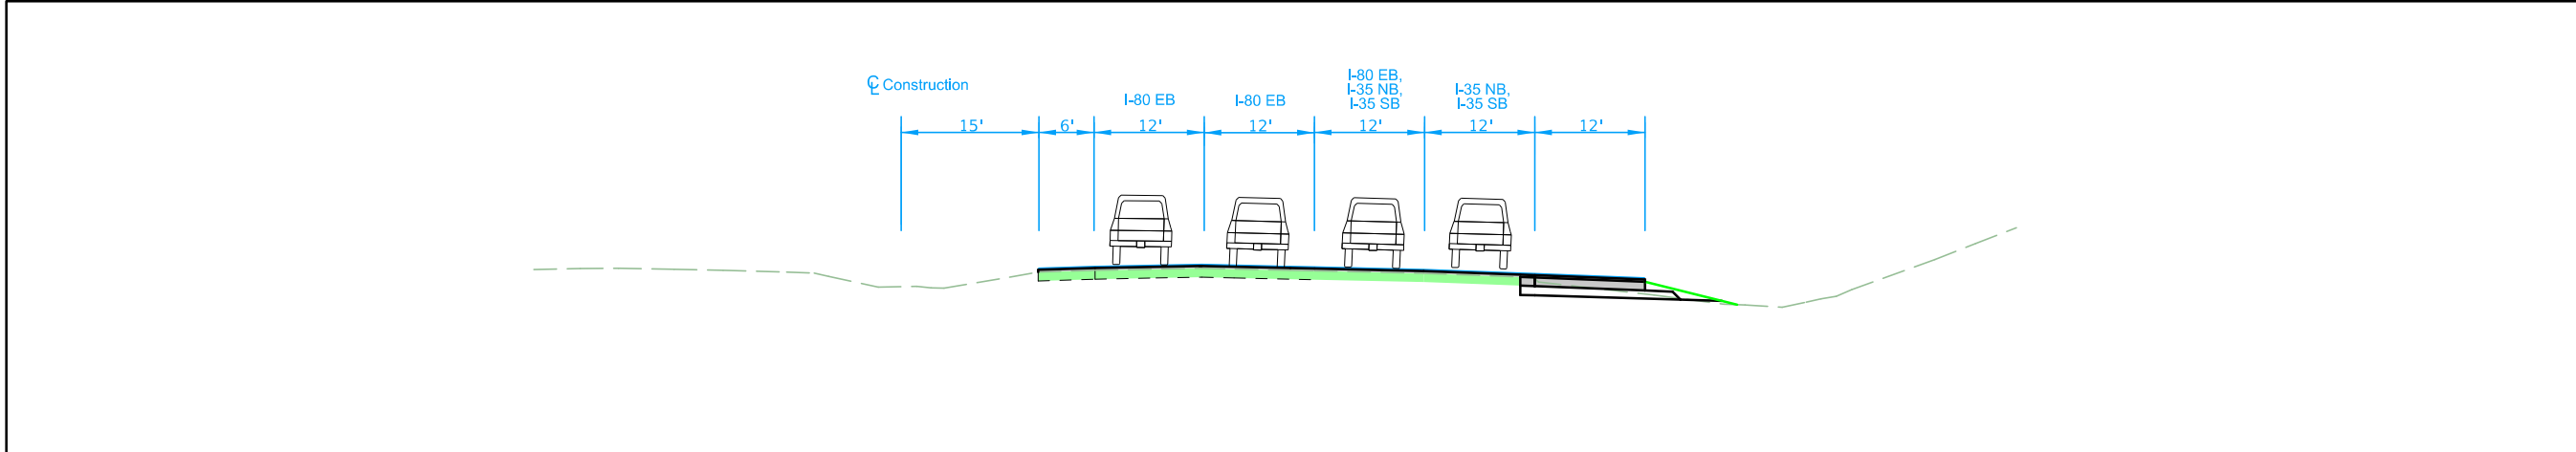 ℄ Construction
I-80 EB
I-80 EB
I-80 EB,
I-35 NB,
I-35 SB
I-35 NB,
I-35 SB
15' 6' 12' 12' 12' 12' 12'